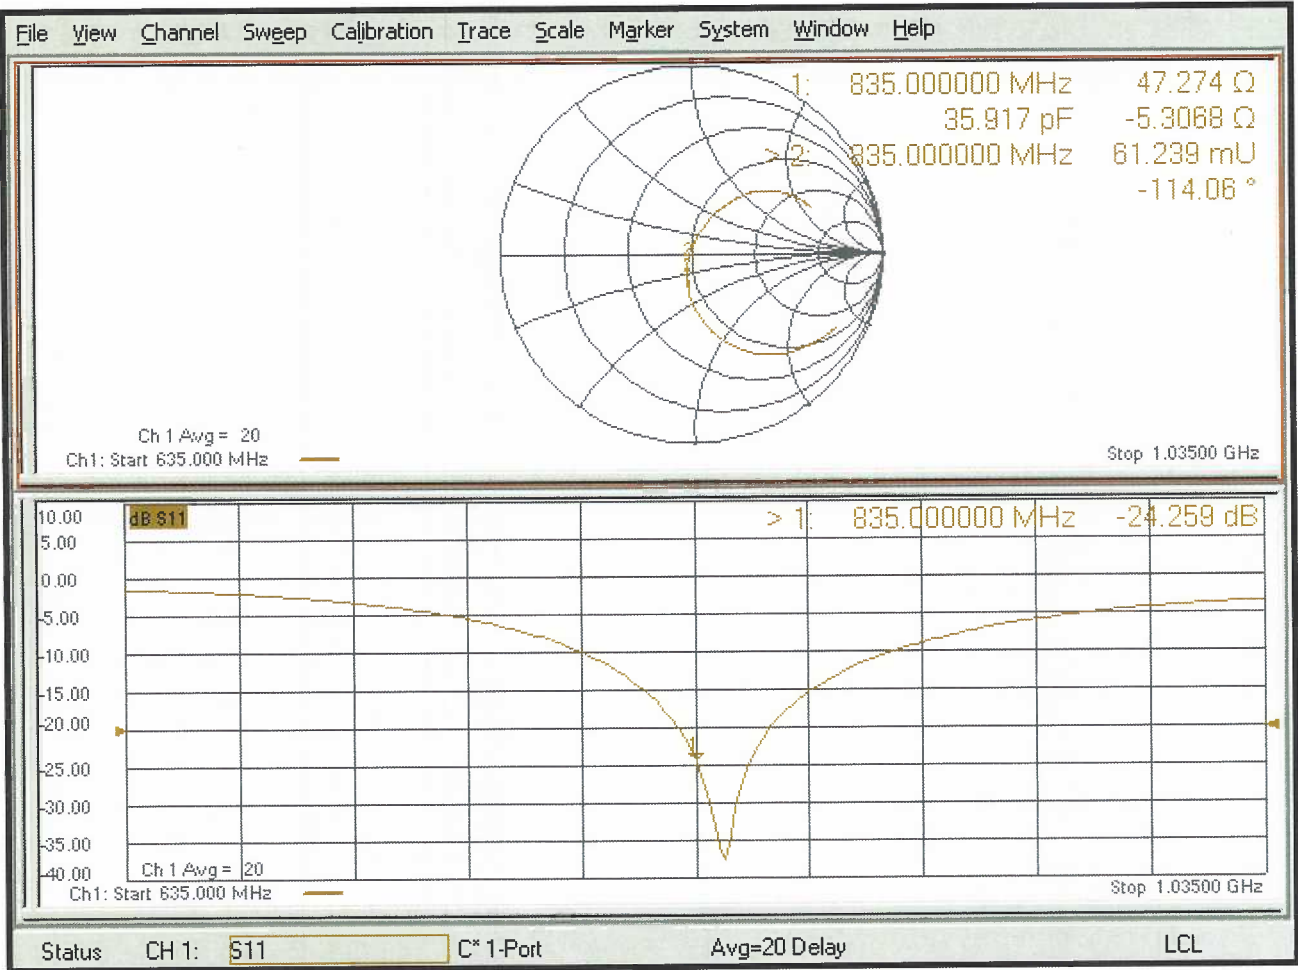 File View Channel Sweep Calibration Trace Scale Marker System Window Help
1: 835.000000 MHz 47.274 Ω
35.917 pF -5.3068 Ω
> 2: 835.000000 MHz 61.239 mU
-114.06 °
Ch 1 Avg = 20
Ch1: Start 635.000 MHz
Stop 1.03500 GHz
10.00
dB S11
> 1: 835.000000 MHz -24.259 dB
5.00
0.00
-5.00
-10.00
-15.00
-20.00
1
-25.00
-30.00
-35.00
-40.00
Ch 1 Avg = 20
Ch1: Start 635.000 MHz
Stop 1.03500 GHz
Status CH 1: S11 C* 1-Port Avg=20 Delay LCL